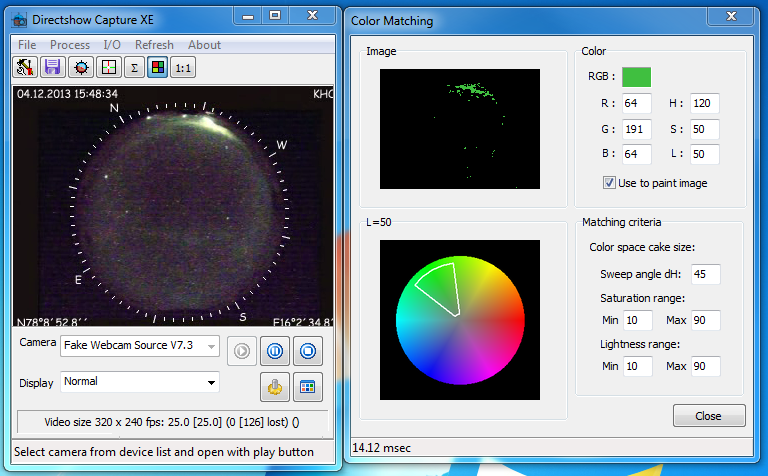 Directshow Capture XE
File Process I/O Refresh About
Σ 1:1
04.12.2013 15:48:34 KHO
N
W
E
S
N78°8'52.8'' E16°2'34.8
Camera Fake Webcam Source V7.3
Display Normal
Video size 320 x 240 fps: 25.0 [25.0] (0 [126] lost) ()
Select camera from device list and open with play button
Color Matching
Image
L=50
Color
RGB :
R : 64 H : 120
G : 191 S : 50
B : 64 L : 50
Use to paint image
Matching criteria
Color space cake size:
Sweep angle dH: 45
Saturation range:
Min 10 Max 90
Lightness range:
Min 10 Max 90
Close
14.12 msec